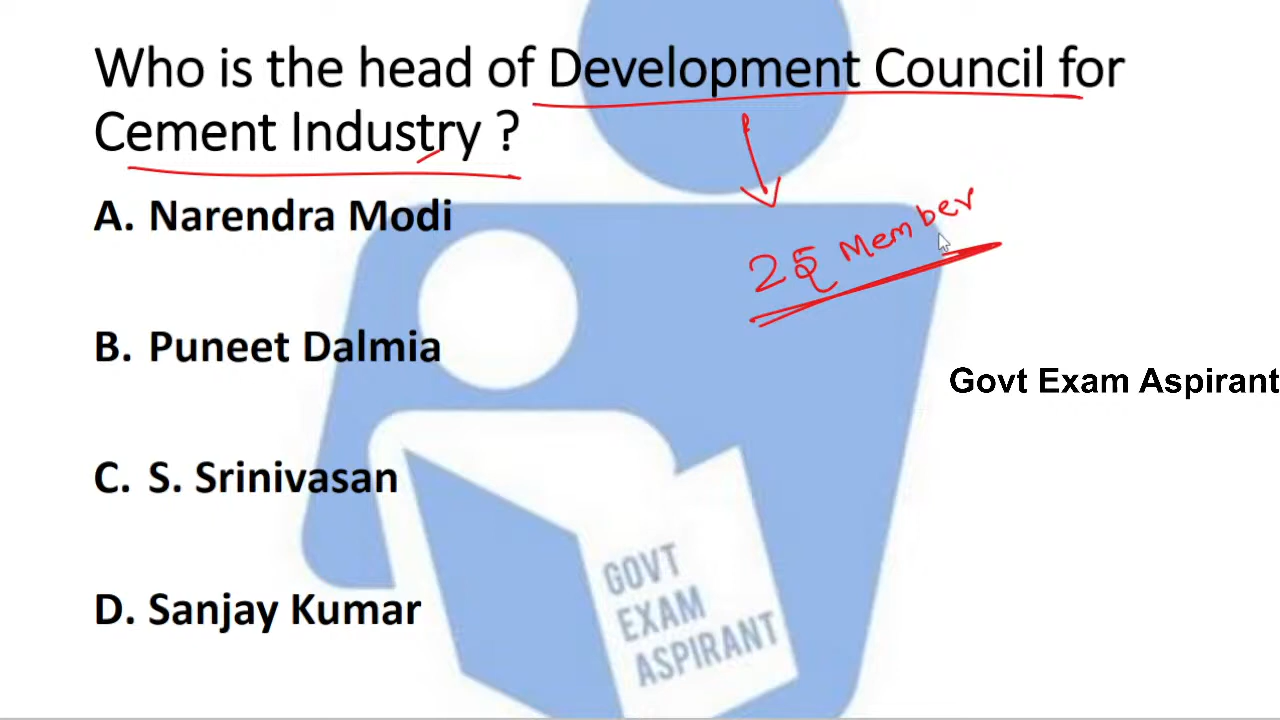 Who is the head of Development Council for
Cement Industry ?
A. Narendra Modi
25 Member
B. Puneet Dalmia
Govt Exam Aspirant
C. S. Srinivasan
GOVT
EXAM
ASPIRANT
D. Sanjay Kumar